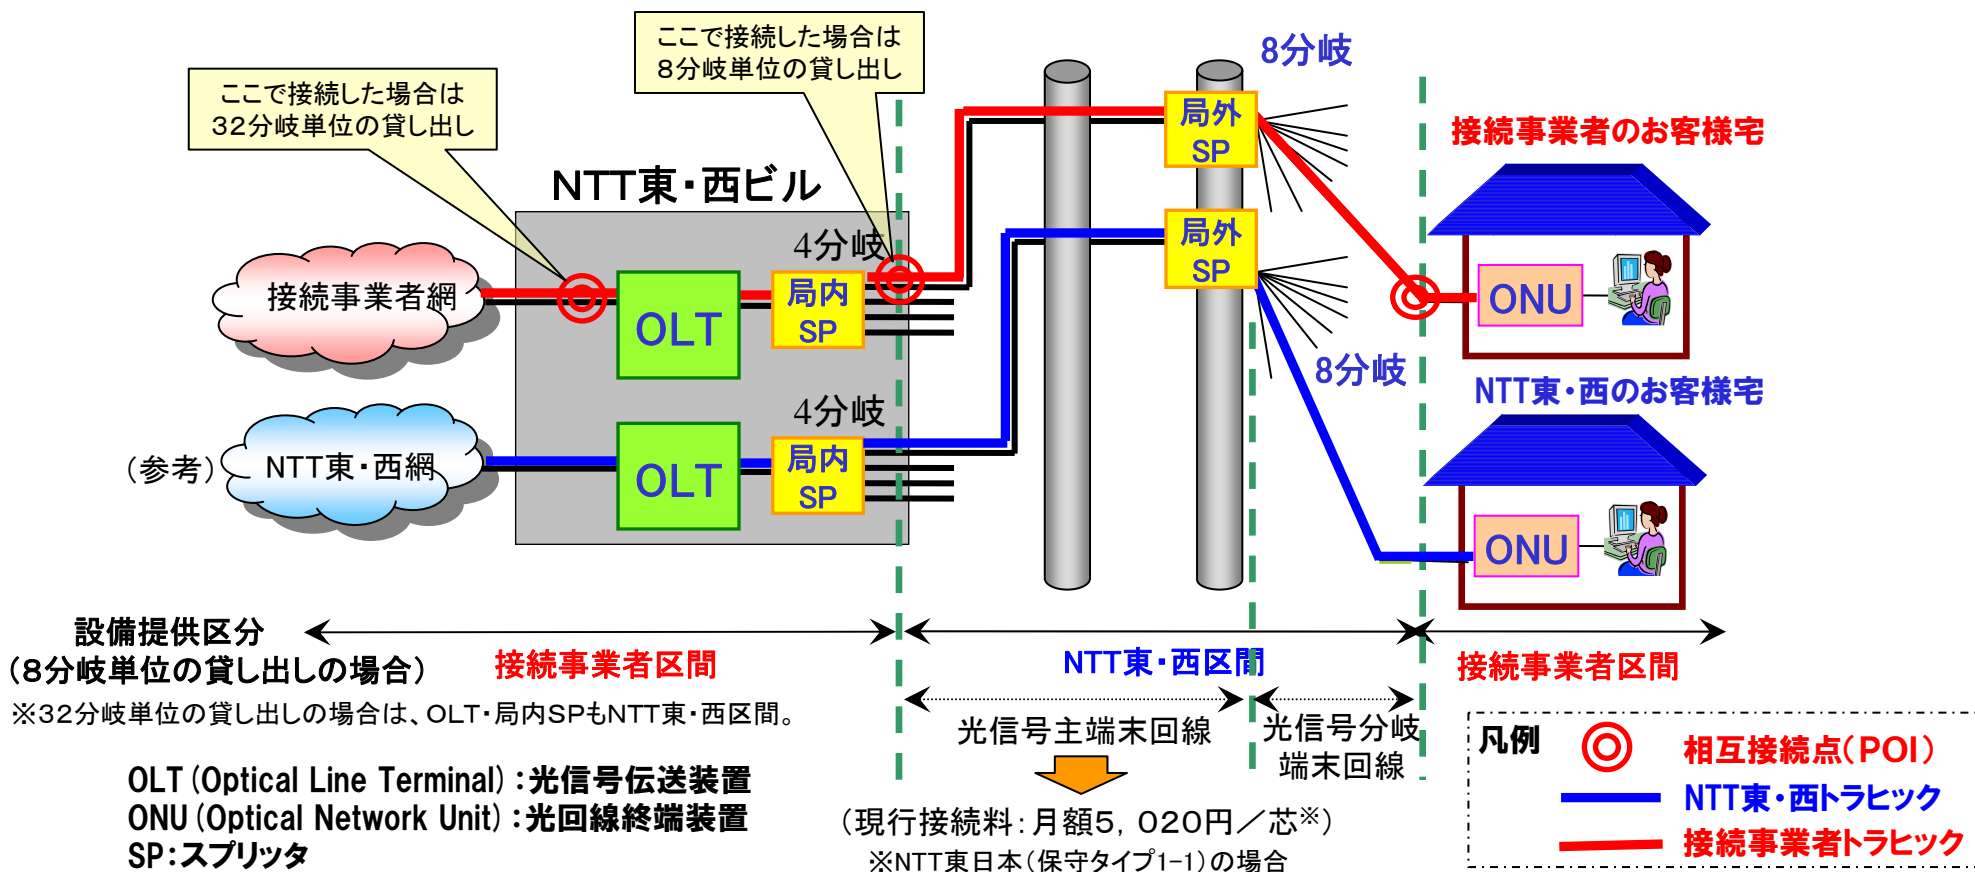 ここで接続した場合は
8分岐単位の貸し出し
ここで接続した場合は
32分岐単位の貸し出し
8分岐
局外
SP
接続事業者のお客様宅
NTT東・西ビル
4分岐
接続事業者網
OLT
局内
SP
局外
SP
ONU
8分岐
NTT東・西のお客様宅
4分岐
(参考)
NTT東・西網
OLT
局内
SP
ONU
設備提供区分
(8分岐単位の貸し出しの場合)
接続事業者区間
NTT東・西区間
接続事業者区間
※32分岐単位の貸し出しの場合は、OLT・局内SPもNTT東・西区間。
光信号主端末回線
光信号分岐
端末回線
(現行接続料:月額5,020円/芯※)
※NTT東日本(保守タイプ1-1)の場合
OLT(Optical Line Terminal):光信号伝送装置
ONU(Optical Network Unit):光回線終端装置
SP:スプリッタ
凡例
相互接続点(POI)
NTT東・西トラヒック
接続事業者トラヒック